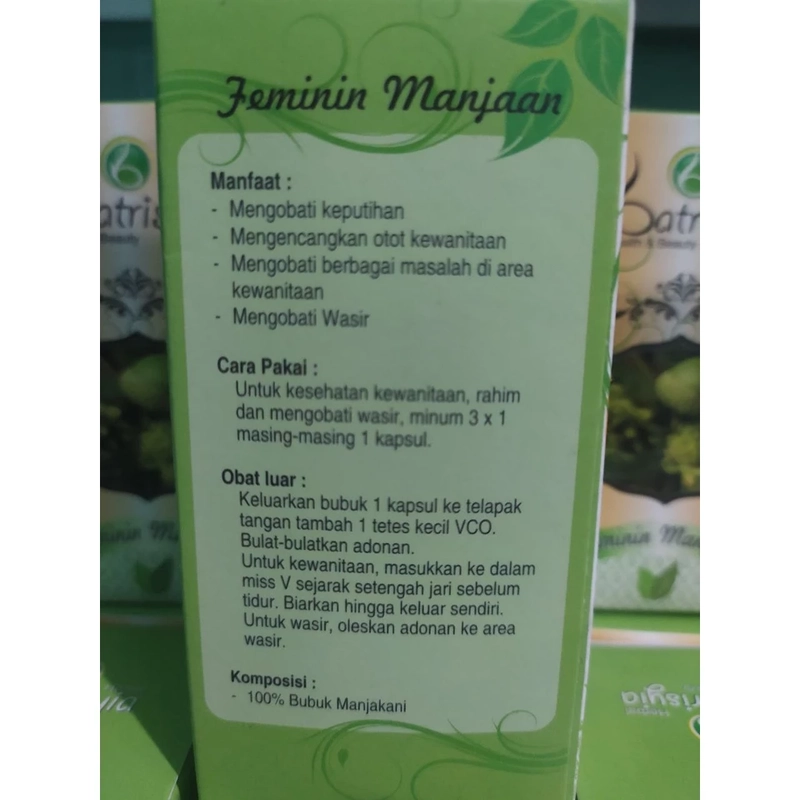 Feminin Manjaan
Manfaat :
- Mengobati keputihan
- Mengencangkan otot kewanitaan
- Mengobati berbagai masalah di area
kewanitaan
- Mengobati Wasir
Cara Pakai :
Untuk kesehatan kewanitaan, rahim
dan mengobati wasir, minum 3 x 1
masing-masing 1 kapsul.
Obat luar :
Keluarkan bubuk 1 kapsul ke telapak
tangan tambah 1 tetes kecil VCO.
Bulat-bulatkan adonan.
Untuk kewanitaan, masukkan ke dalam
miss V sejarak setengah jari sebelum
tidur. Biarkan hingga keluar sendiri.
Untuk wasir, oleskan adonan ke area
wasir.
Komposisi :
- 100% Bubuk Manjakani